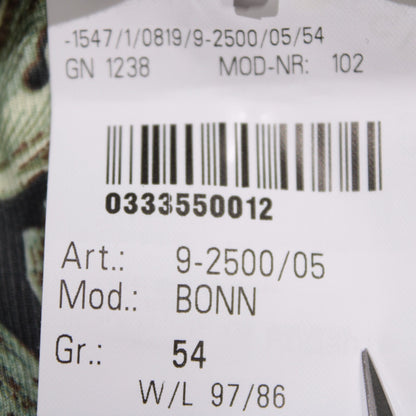 -1547/1/0819/9-2500/05/54
GN 1238 MOD-NR: 102
0333550012
Art.: 9-2500/05
Mod.: BONN
Gr.: 54
W/L 97/86